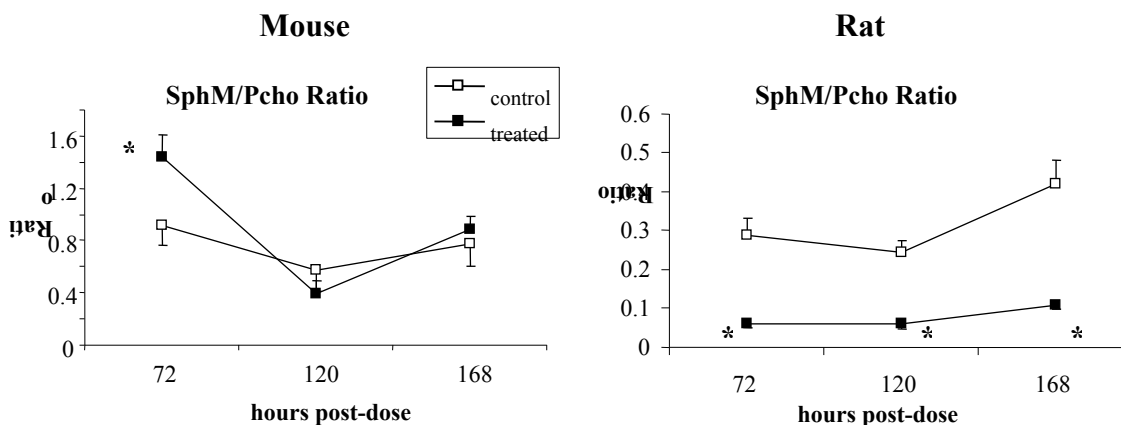 Mouse
SphM/Pcho Ratio
control
treated
*
1.6
1.2
0.8
0.4
0
Ratio
72
120
168
hours post-dose
Rat
SphM/Pcho Ratio
0.6
0.5
0.4
0.3
0.2
0.1
0
Ratio
*
*
*
72
120
168
hours post-dose